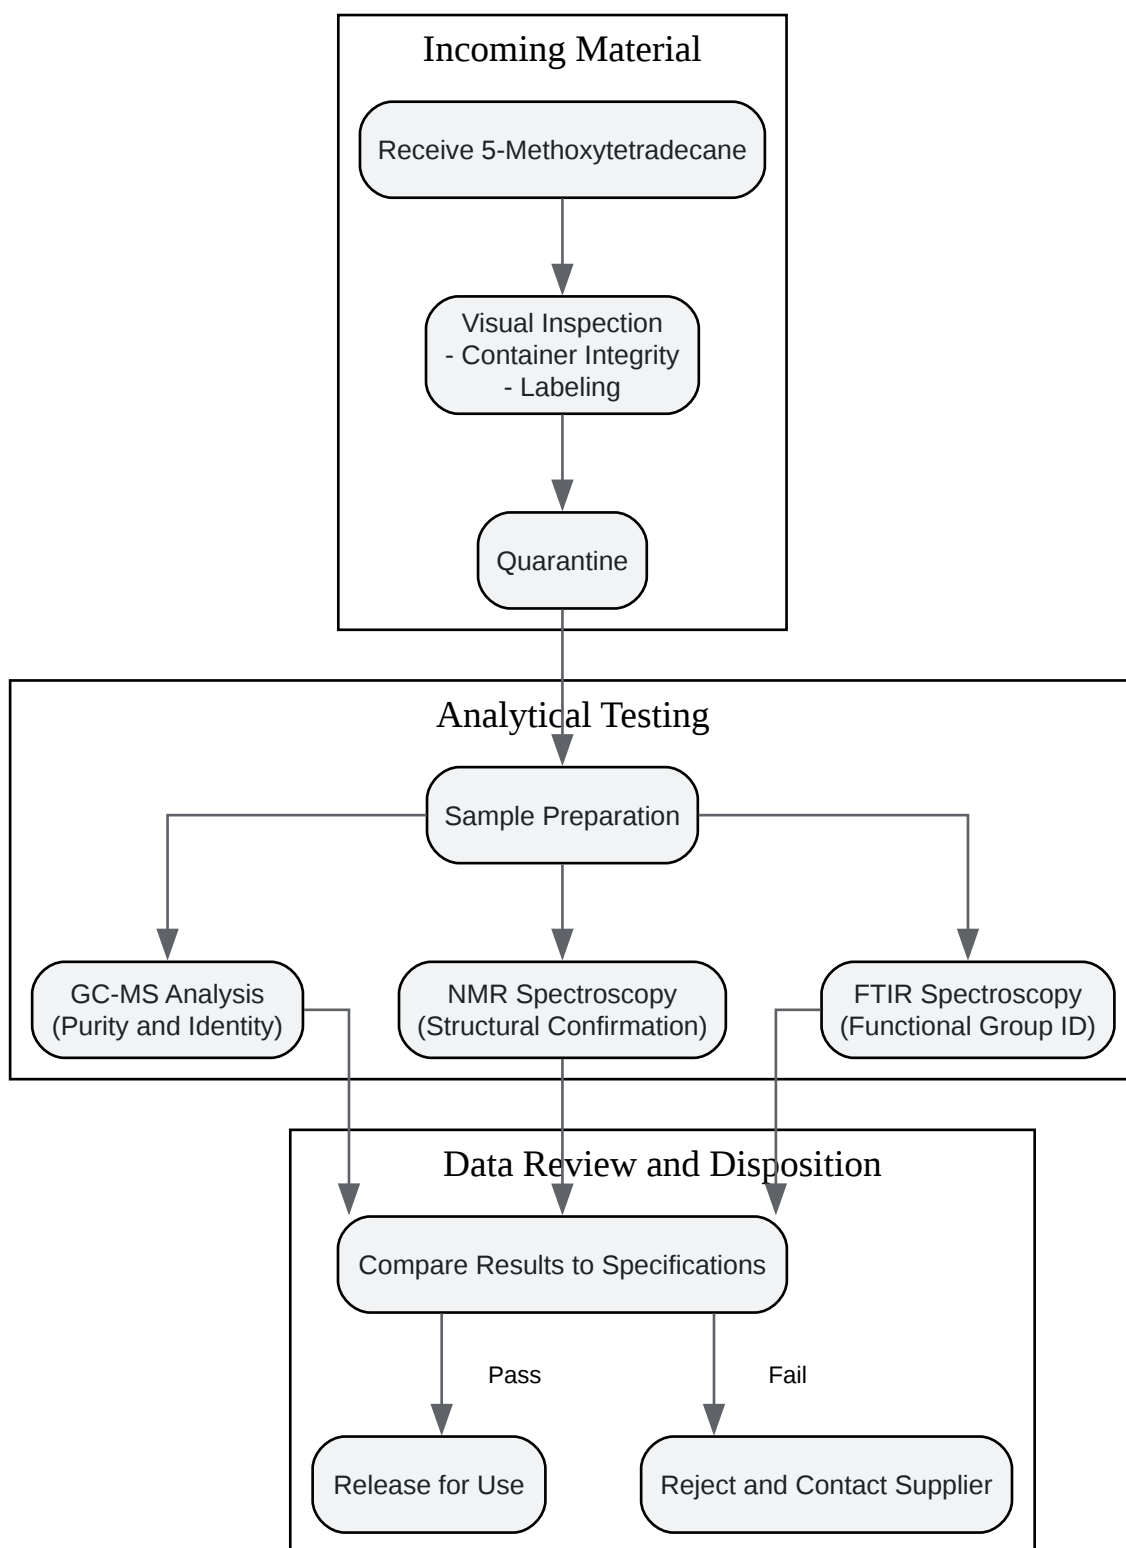 Incoming Material
Receive 5-Methoxytetradecane
Visual Inspection
- Container Integrity
- Labeling
Quarantine
Analytical Testing
Sample Preparation
GC-MS Analysis
(Purity and Identity)
NMR Spectroscopy
(Structural Confirmation)
FTIR Spectroscopy
(Functional Group ID)
Data Review and Disposition
Compare Results to Specifications
Pass
Fail
Release for Use
Reject and Contact Supplier